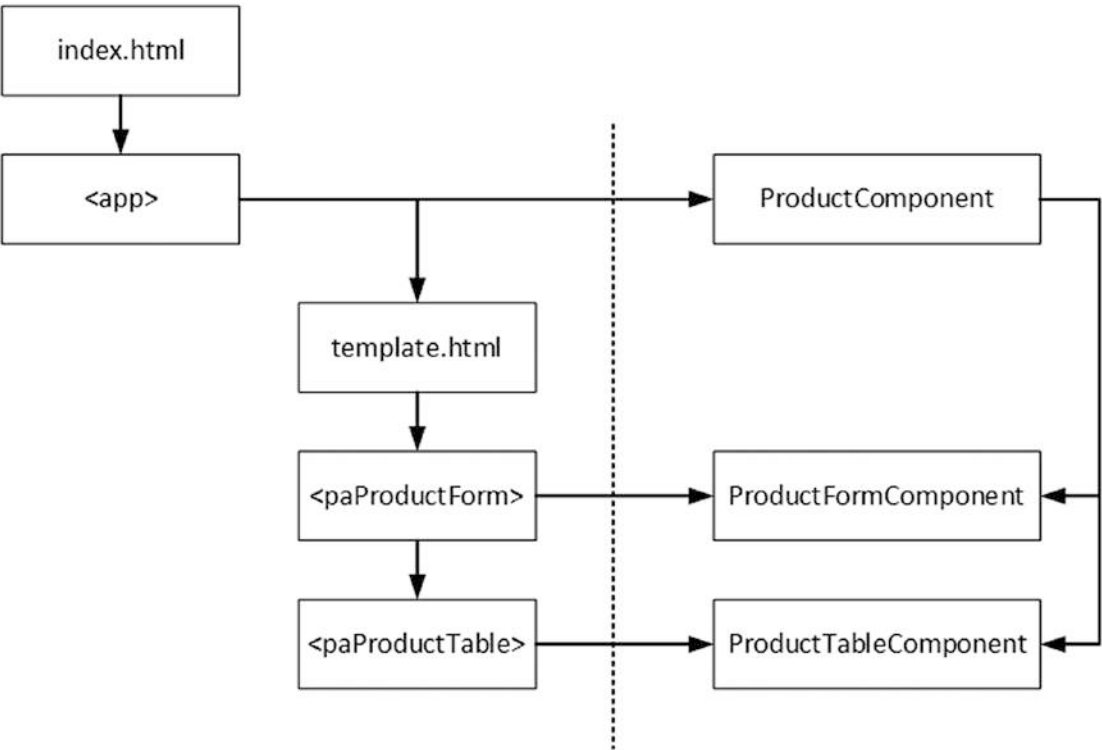 index.html
<app>
ProductComponent
template.html
<paProductForm>
ProductFormComponent
<paProductTable>
ProductTableComponent